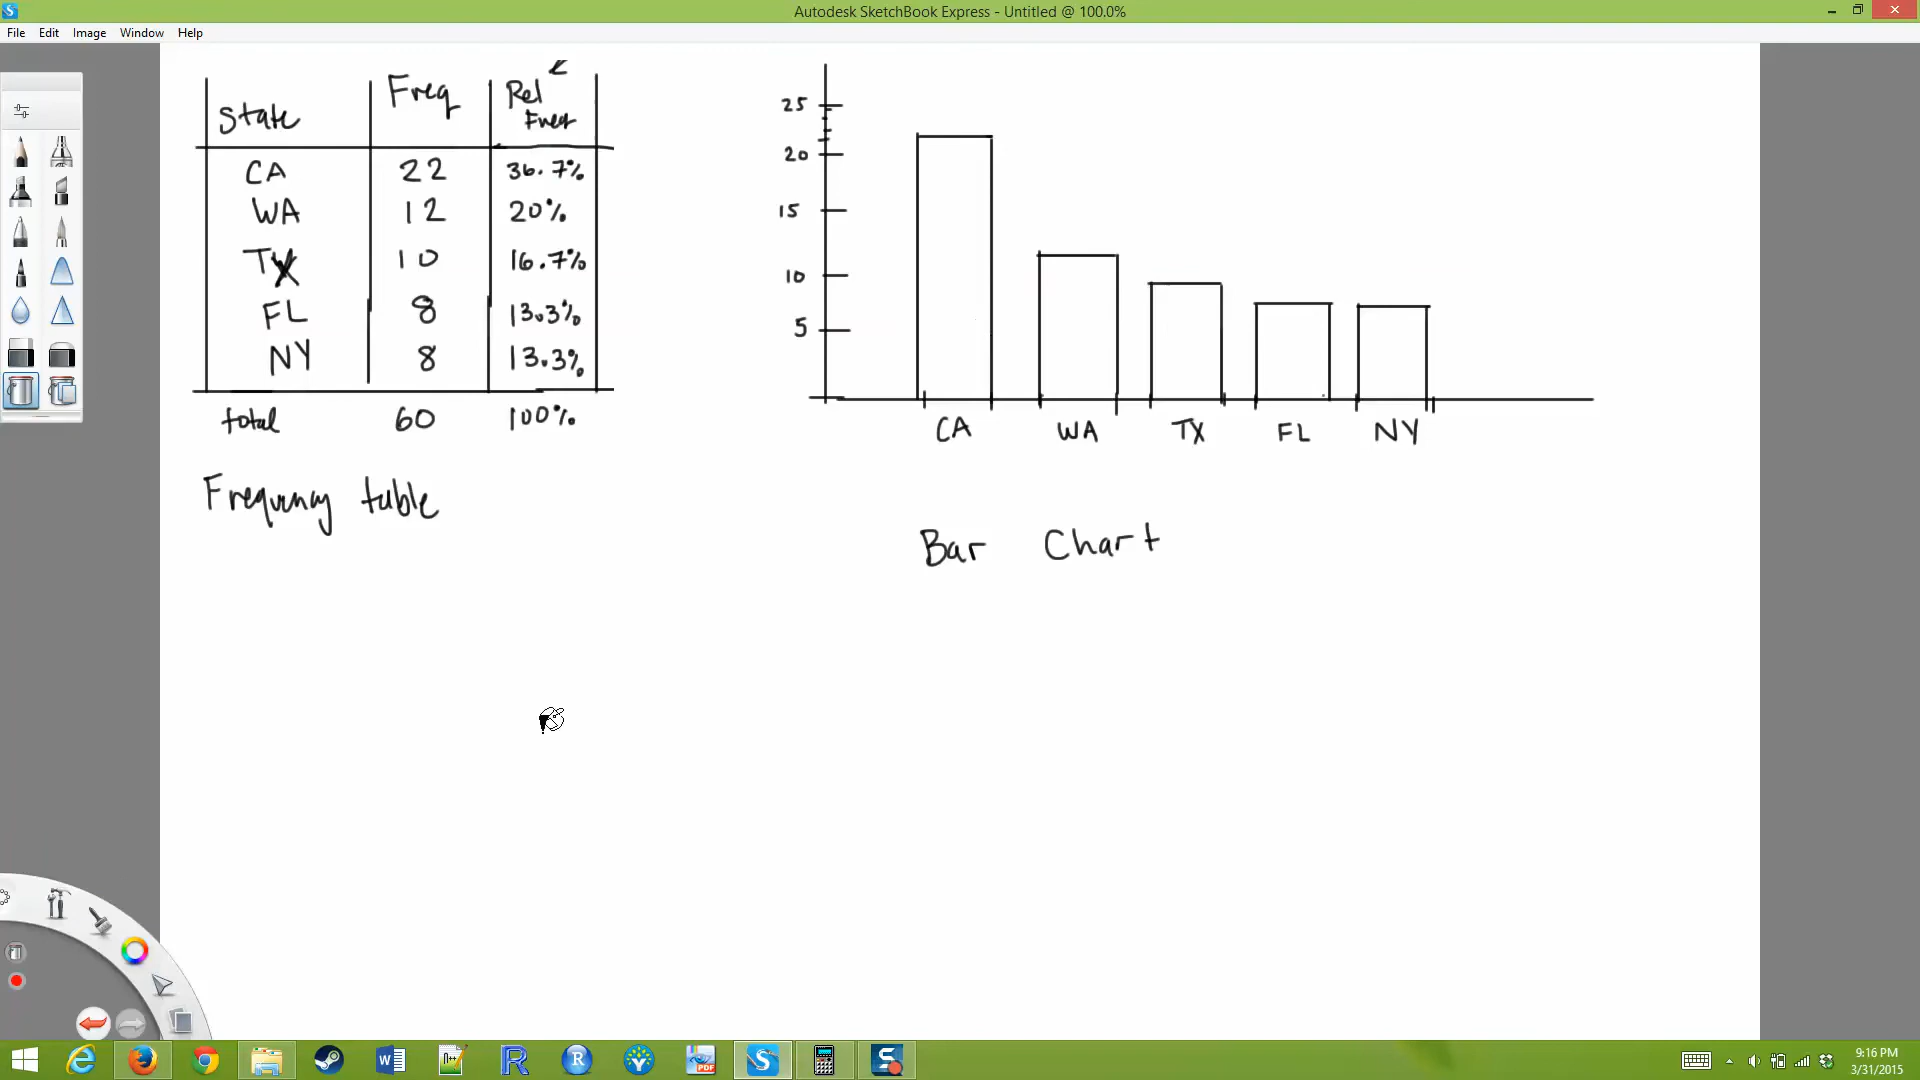 Autodesk SketchBook Express - Untitled @ 100.0%
File Edit Image Window Help
State Freq Rel Freq
CA 22 36.7%
WA 12 20%
TX 10 16.7%
FL 8 13.3%
NY 8 13.3%
total 60 100%
Frequency table
25
20
15
10
5
CA WA TX FL NY
Bar Chart
9:16 PM
3/31/2015